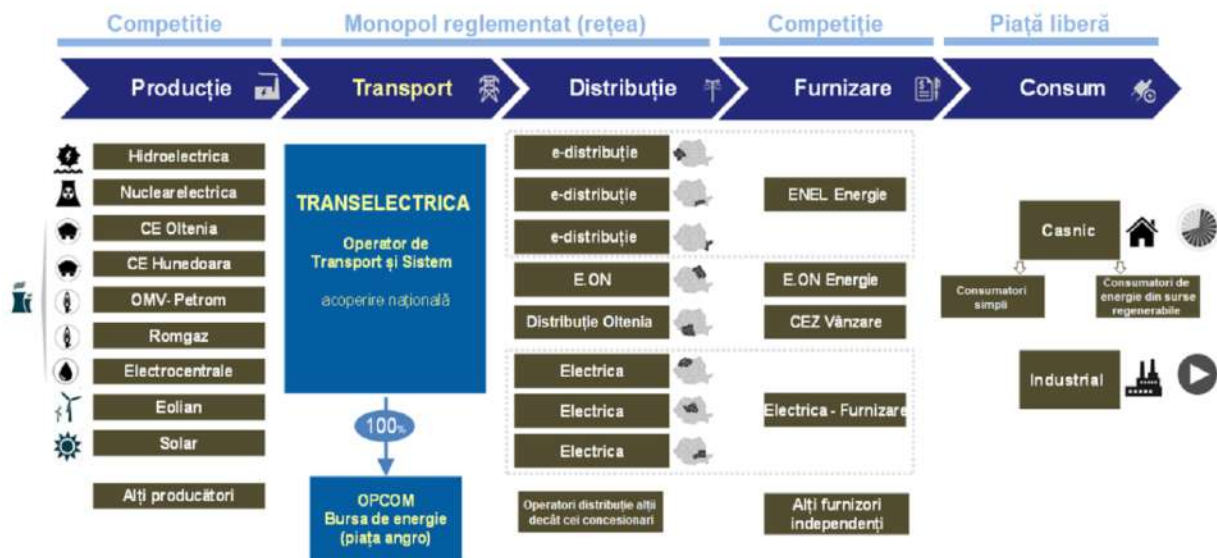 Competitie
Monopol reglementat (rețea)
Competiție
Piață liberă
Producție
Transport
Distribuție
Furnizare
Consum
Hidroelectrica
Nuclearelectrica
CE Oltenia
CE Hunedoara
OMV- Petrom
Romgaz
Electrocentrale
Eolian
Solar
Alți producători
TRANSELECTRICA
Operator de
Transport și Sistem
acoperire națională
100%
OPCOM
Bursa de energie
(piața angro)
e-distribuție
e-distribuție
e-distribuție
E.ON
Distribuție Oltenia
Electrica
Electrica
Electrica
Operatori distribuție alții
decât cei concesionari
ENEL Energie
E.ON Energie
CEZ Vânzare
Electrica - Furnizare
Alți furnizori
independenți
Casnic
Consumatori
simpli
Consumatori de
energie din surse
regenerabile
Industrial